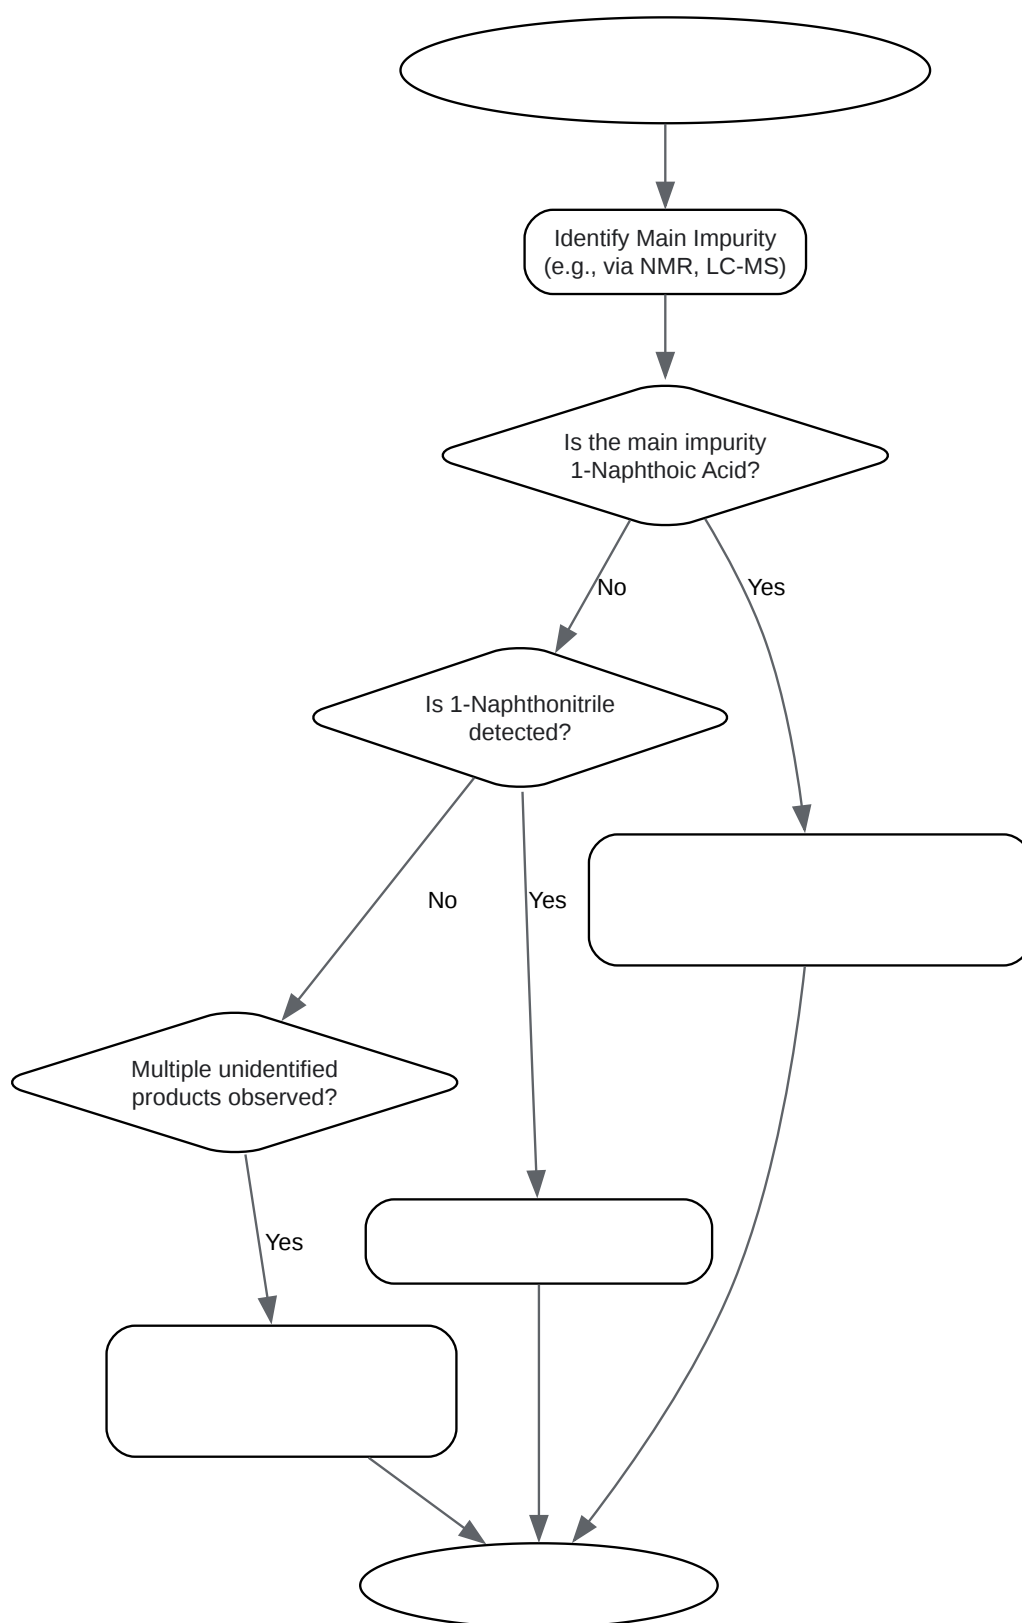 Identify Main Impurity
(e.g., via NMR, LC-MS)
Is the main impurity
1-Naphthoic Acid?
No
Yes
Is 1-Naphthonitrile
detected?
No
Yes
Multiple unidentified
products observed?
Yes